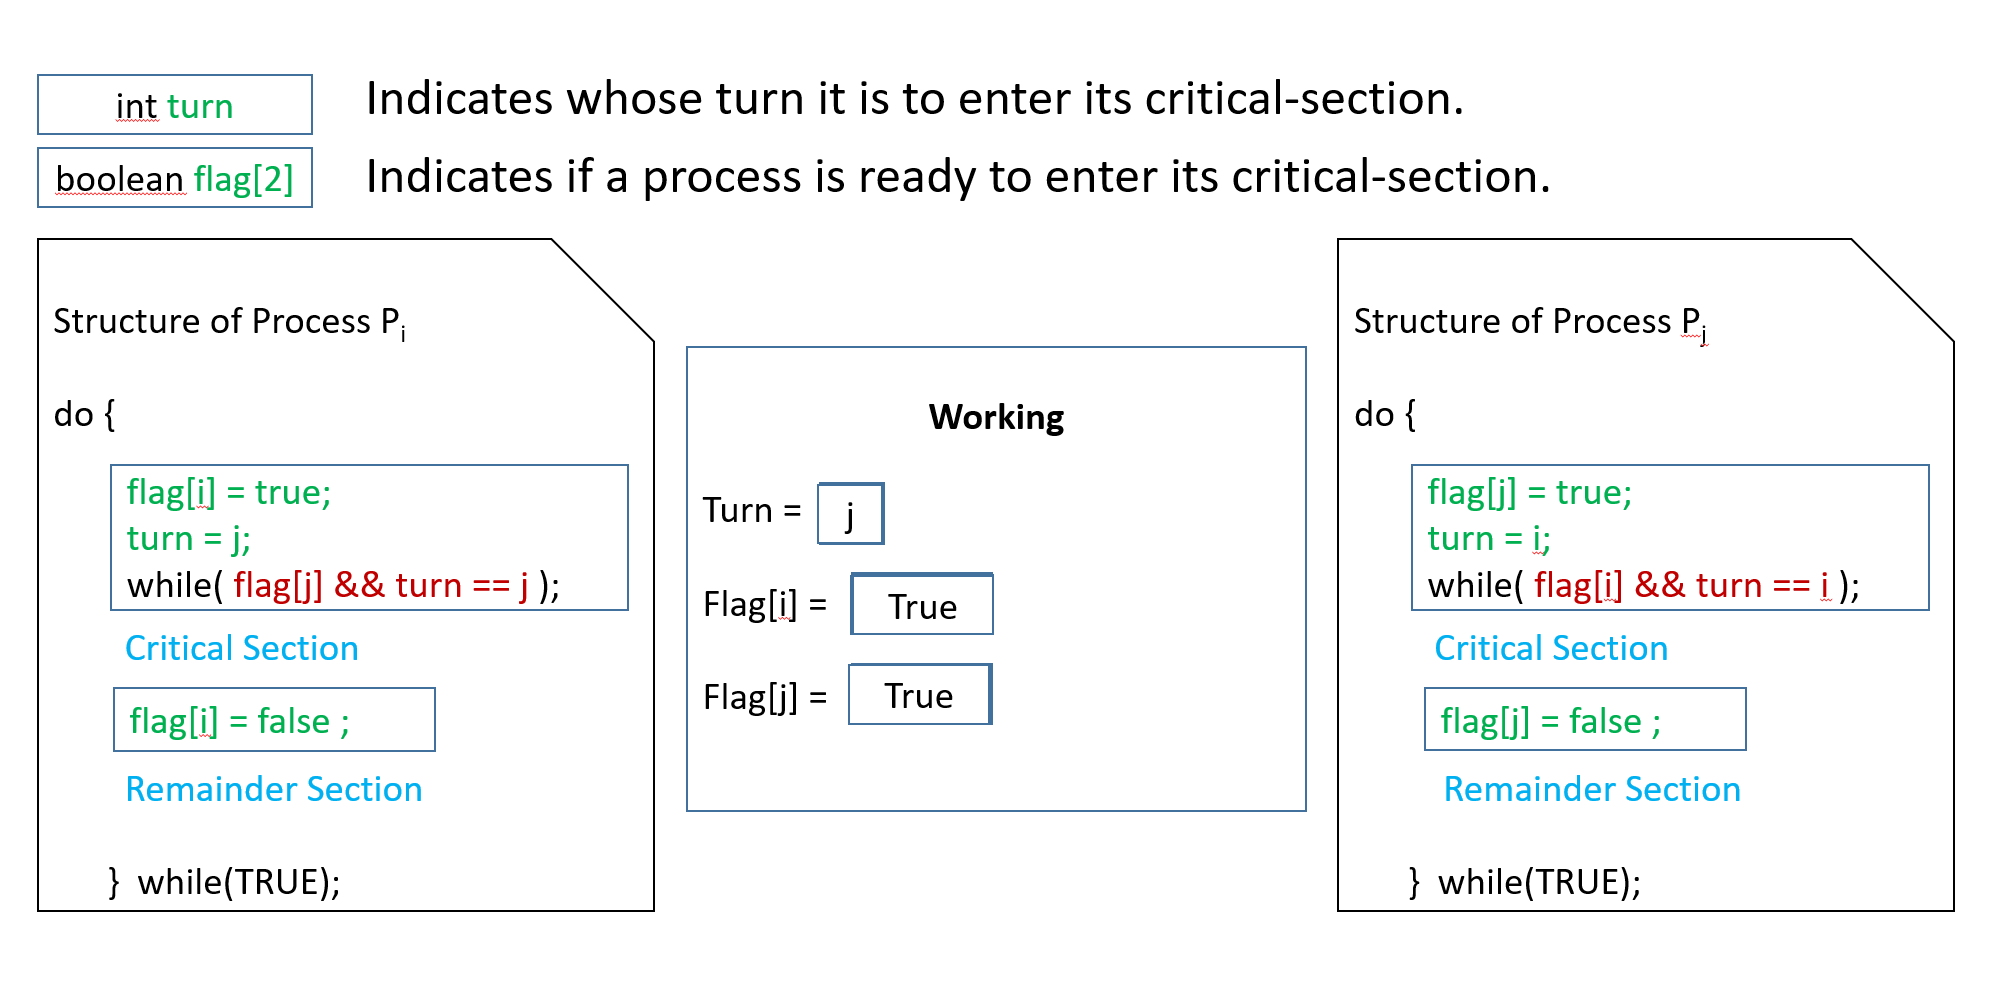 int turn Indicates whose turn it is to enter its critical-section.
boolean flag[2] Indicates if a process is ready to enter its critical-section.
Structure of Process Pi
do {
flag[i] = true;
turn = j;
while( flag[j] && turn == j );
Critical Section
flag[i] = false ;
Remainder Section
} while(TRUE);
Working
Turn = j
Flag[i] = True
Flag[j] = True
Structure of Process Pj
do {
flag[j] = true;
turn = i;
while( flag[i] && turn == i );
Critical Section
flag[j] = false ;
Remainder Section
} while(TRUE);